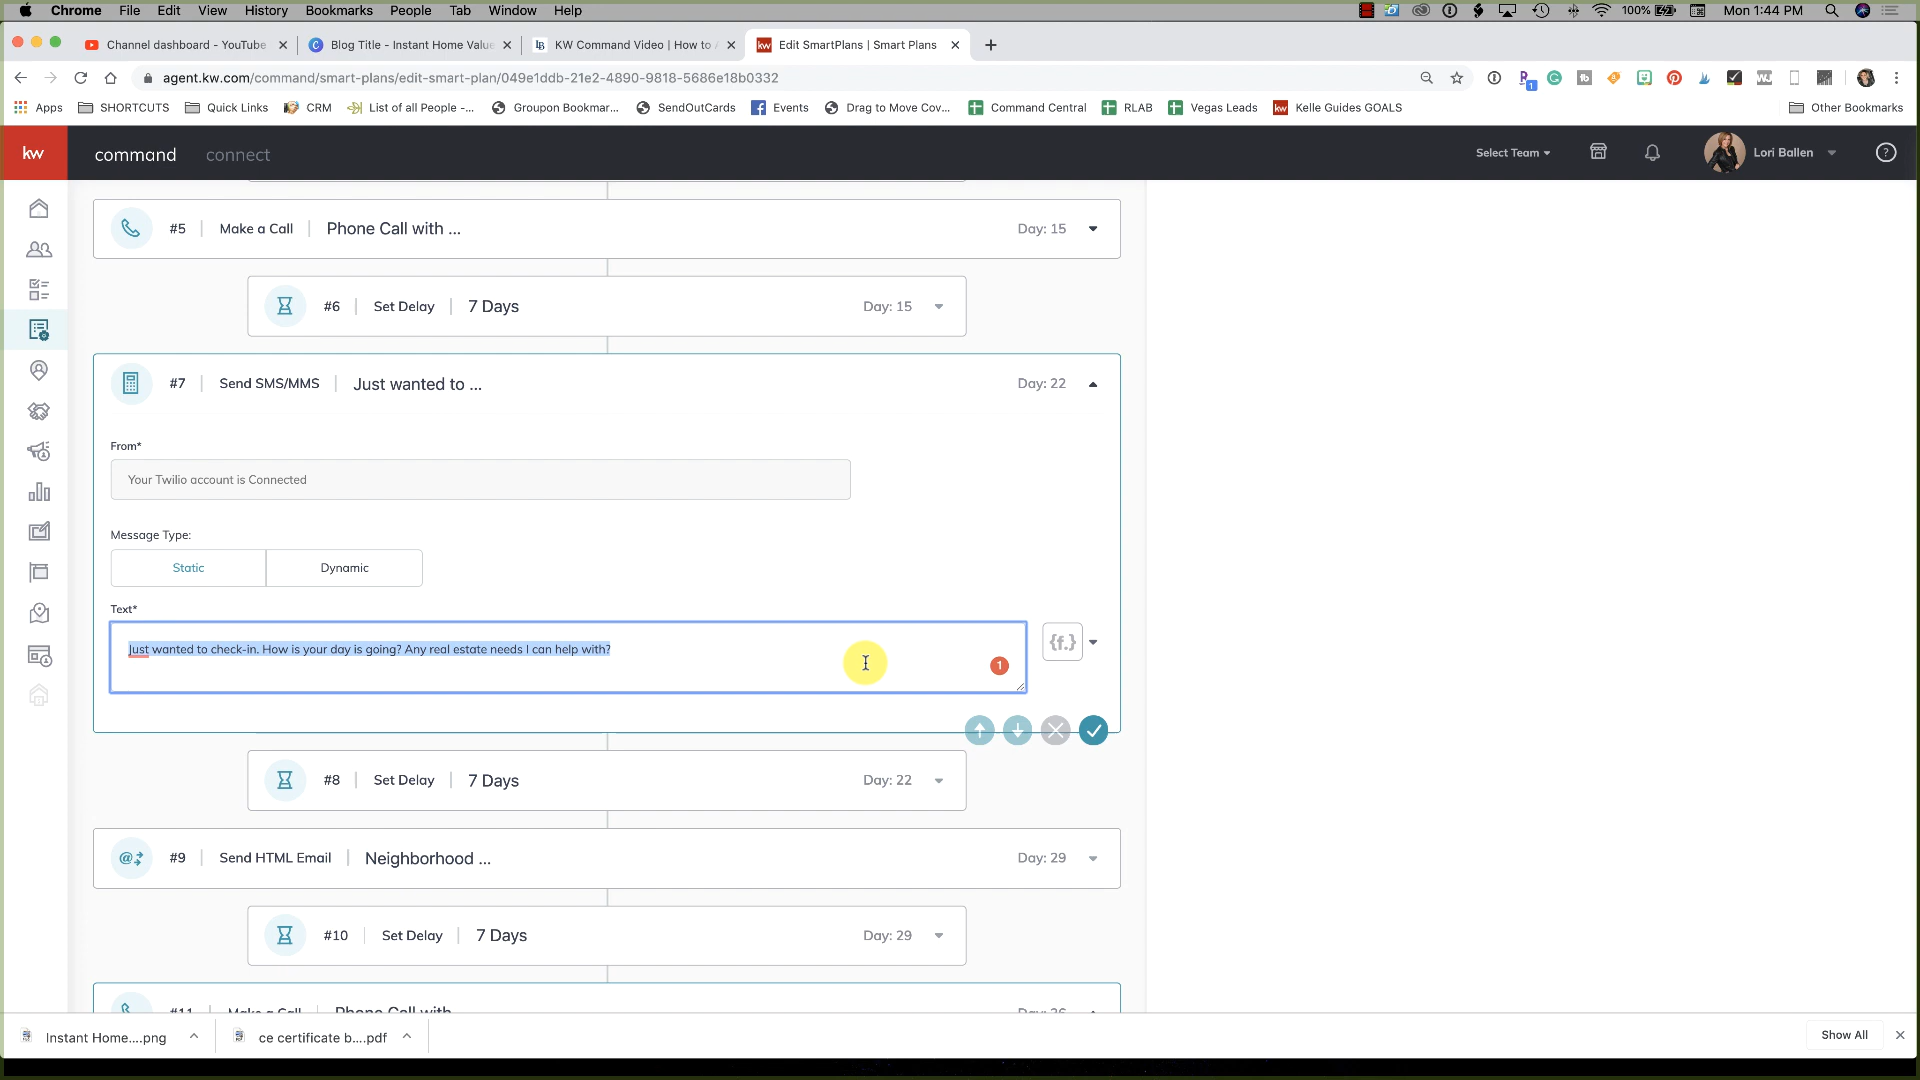 Chrome File Edit View History Bookmarks People Tab Window Help
100% Mon 1:44 PM
Channel dashboard - YouTube
Blog Title - Instant Home Value
KW Command Video | How to
Edit SmartPlans | Smart Plans
agent.kw.com/command/smart-plans/edit-smart-plan/049e1ddb-21e2-4890-9818-5686e18b0332
Apps SHORTCUTS Quick Links CRM List of all People -... Groupon Bookmar... SendOutCards Events Drag to Move Cov... Command Central RLAB Vegas Leads Kelle Guides GOALS Other Bookmarks
kw command connect Select Team Lori Ballen
#5 Make a Call Phone Call with ... Day: 15
#6 Set Delay 7 Days Day: 15
#7 Send SMS/MMS Just wanted to ... Day: 22
From*
Your Twilio account is Connected
Message Type:
Static Dynamic
Text*
Just wanted to check-in. How is your day is going? Any real estate needs I can help with?
{f.}
1
#8 Set Delay 7 Days Day: 22
#9 Send HTML Email Neighborhood ... Day: 29
#10 Set Delay 7 Days Day: 29
#11 Make a Call Phone Call with Day: 36
Instant Home....png
ce certificate b....pdf
Show All